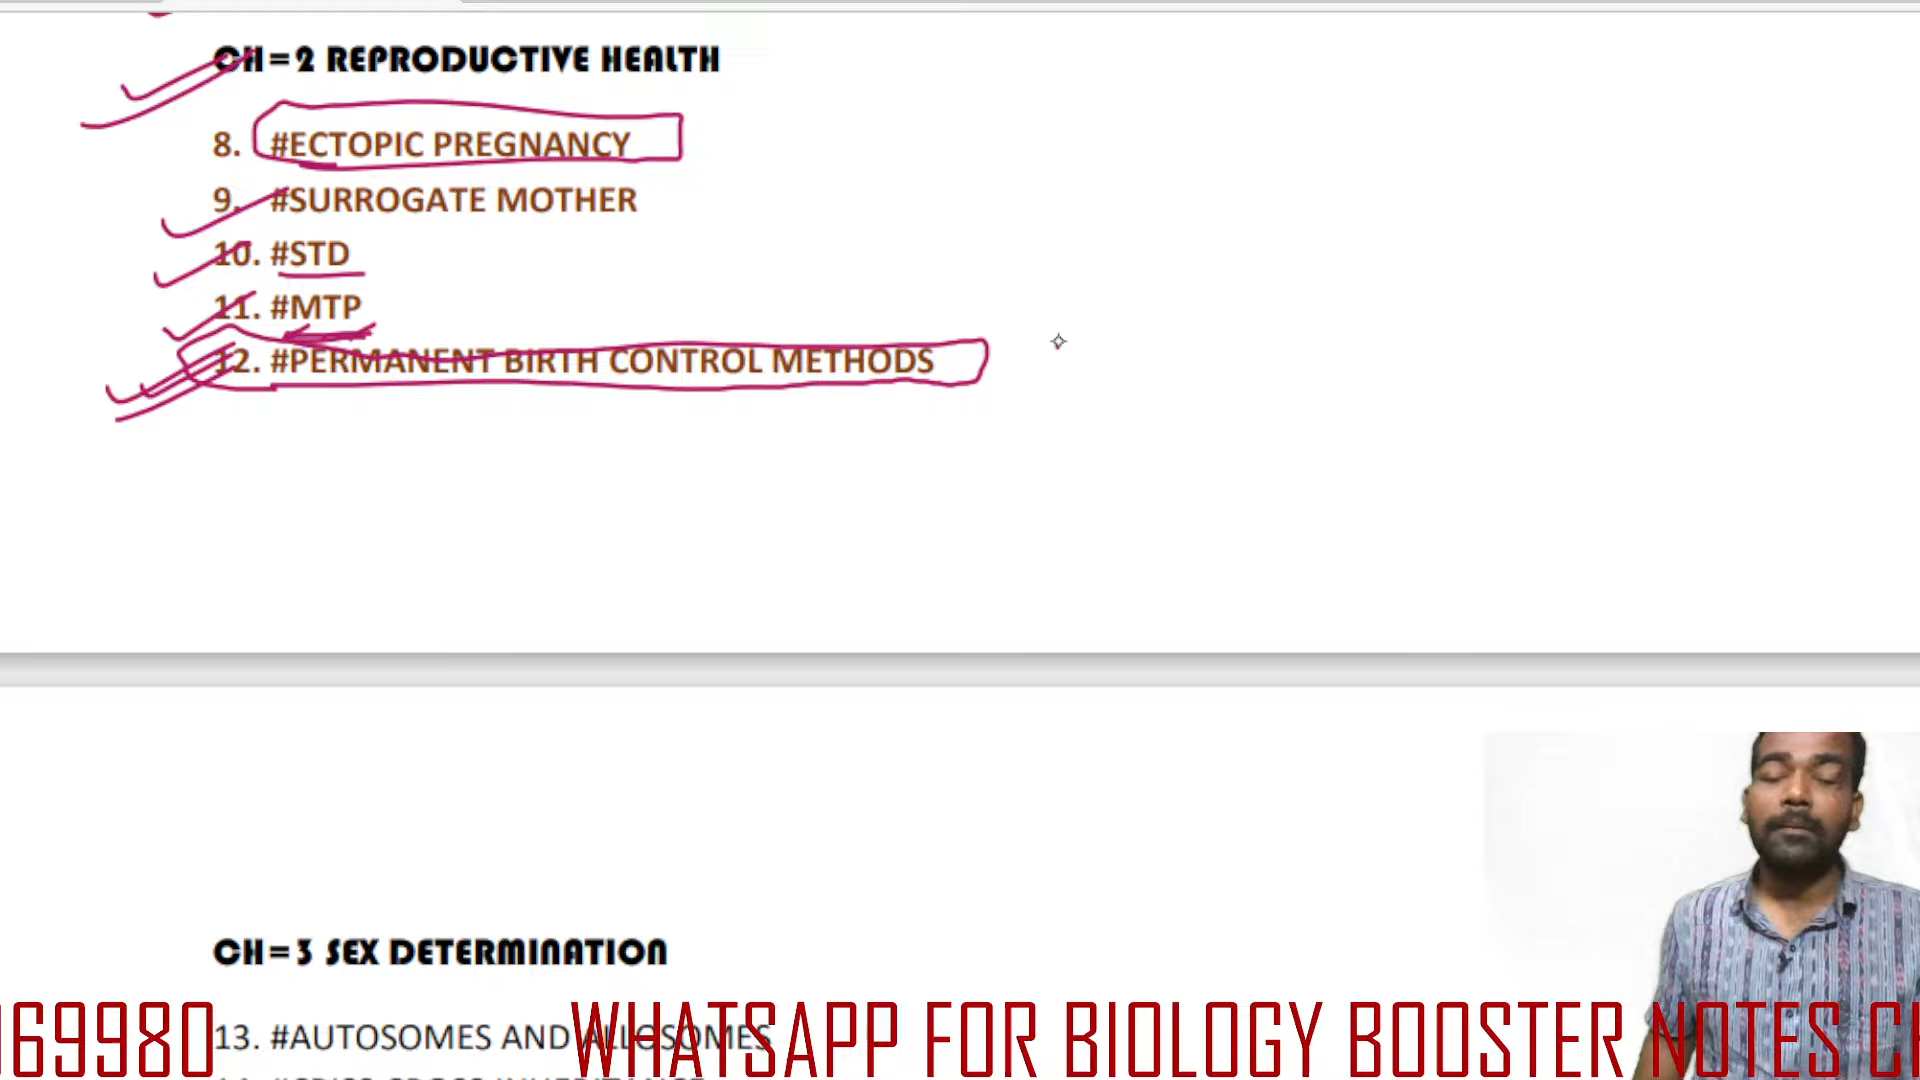 CH=2 REPRODUCTIVE HEALTH
8. #ECTOPIC PREGNANCY
9. #SURROGATE MOTHER
10. #STD
11. #MTP
12. #PERMANENT BIRTH CONTROL METHODS
CH=3 SEX DETERMINATION
13. #AUTOSOMES AND ALLOSOMES
69980 WHATSAPP FOR BIOLOGY BOOSTER NOTES